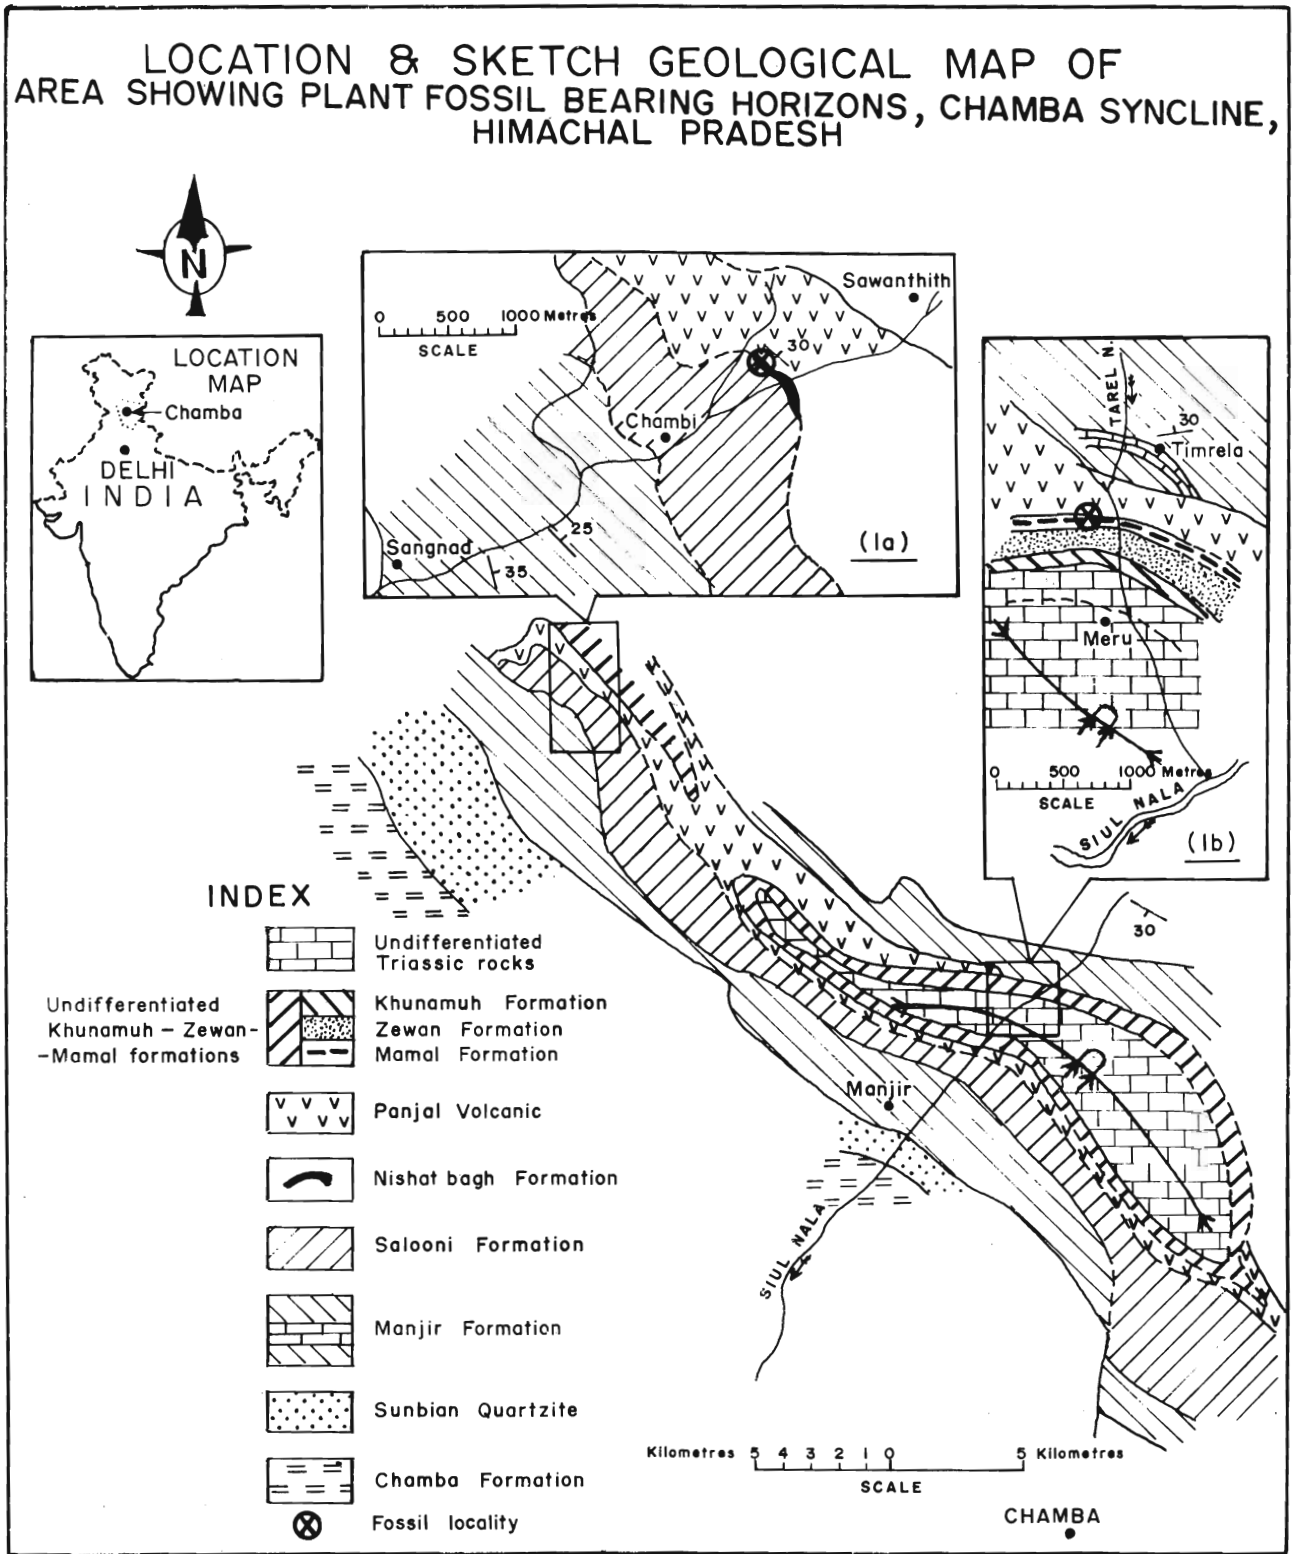 LOCATION & SKETCH GEOLOGICAL MAP OF
AREA SHOWING PLANT FOSSIL BEARING HORIZONS, CHAMBA SYNCLINE,
HIMACHAL PRADESH
N
LOCATION
MAP
Chamba
DELHI
INDIA
0 500 1000 Metres
SCALE
Sawanthith
30
Chambi
25
Sangnad
35
(1a)
TAREL N.
30
Timrela
Meru
0 500 1000 Metres
SCALE
SIUL NALA
(1b)
30
Manjir
SIUL NALA
INDEX
Undifferentiated
Triassic rocks
Undifferentiated
Khunamuh - Zewan-
-Mamal formations
Khunamuh Formation
Zewan Formation
Mamal Formation
Panjal Volcanic
Nishat bagh Formation
Salooni Formation
Manjir Formation
Sunbian Quartzite
Chamba Formation
Fossil locality
Kilometres 5 4 3 2 1 0 5 Kilometres
SCALE
CHAMBA